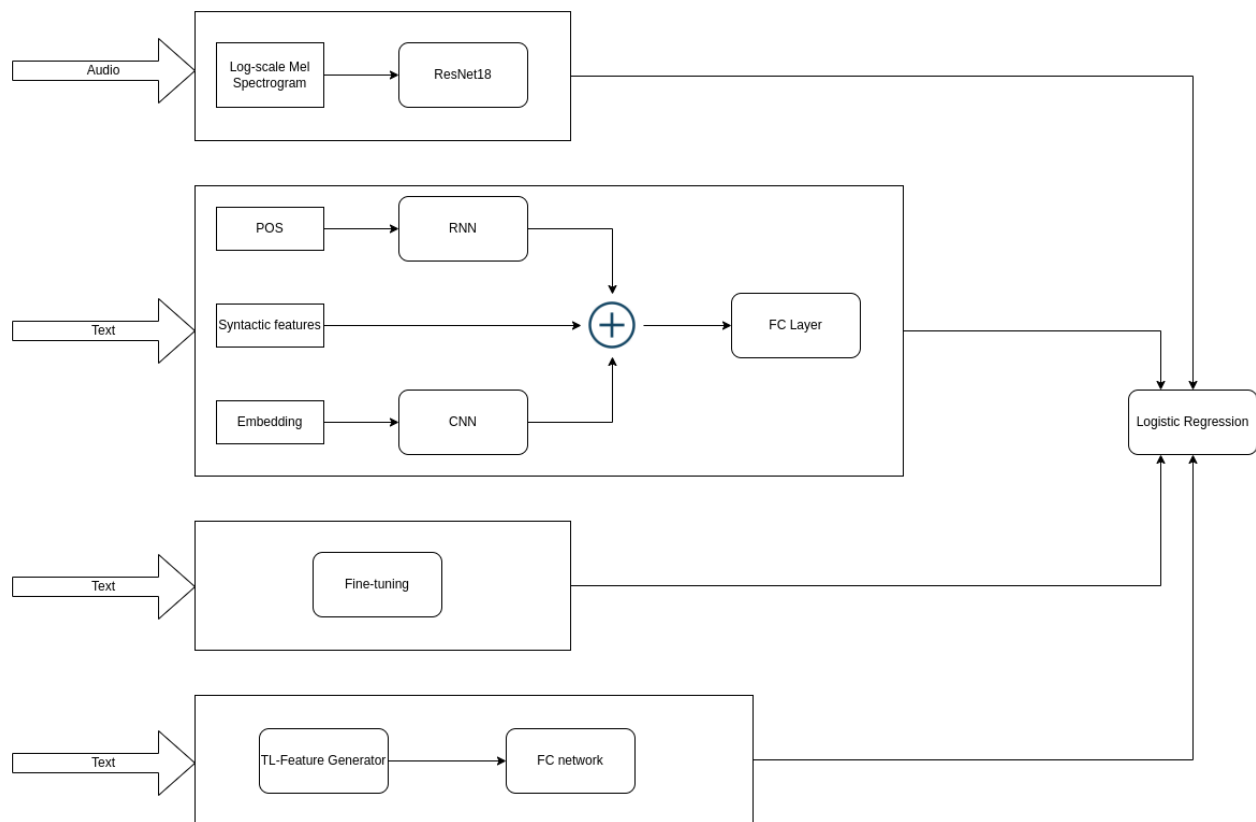 Audio
Log-scale Mel
Spectrogram
ResNet18
Text
POS
RNN
Syntactic features
FC Layer
Embedding
CNN
Logistic Regression
Text
Fine-tuning
Text
TL-Feature Generator
FC network